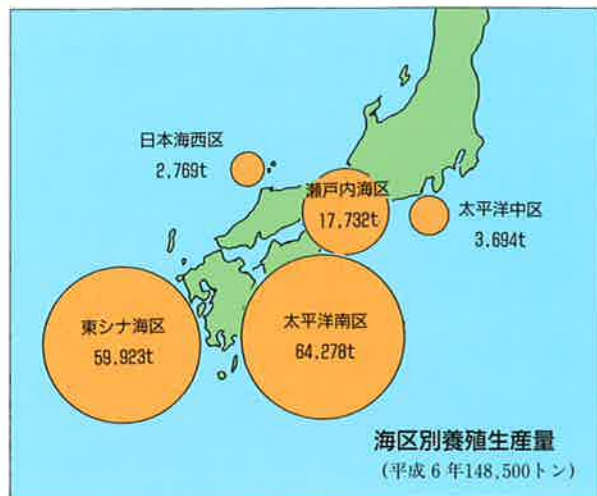 日本海西区
2.769t
瀬戸内海区
17.732t
太平洋中区
3.694t
東シナ海区
59.923t
太平洋南区
64.278t
海区別養殖生産量
(平成6年148,500トン)